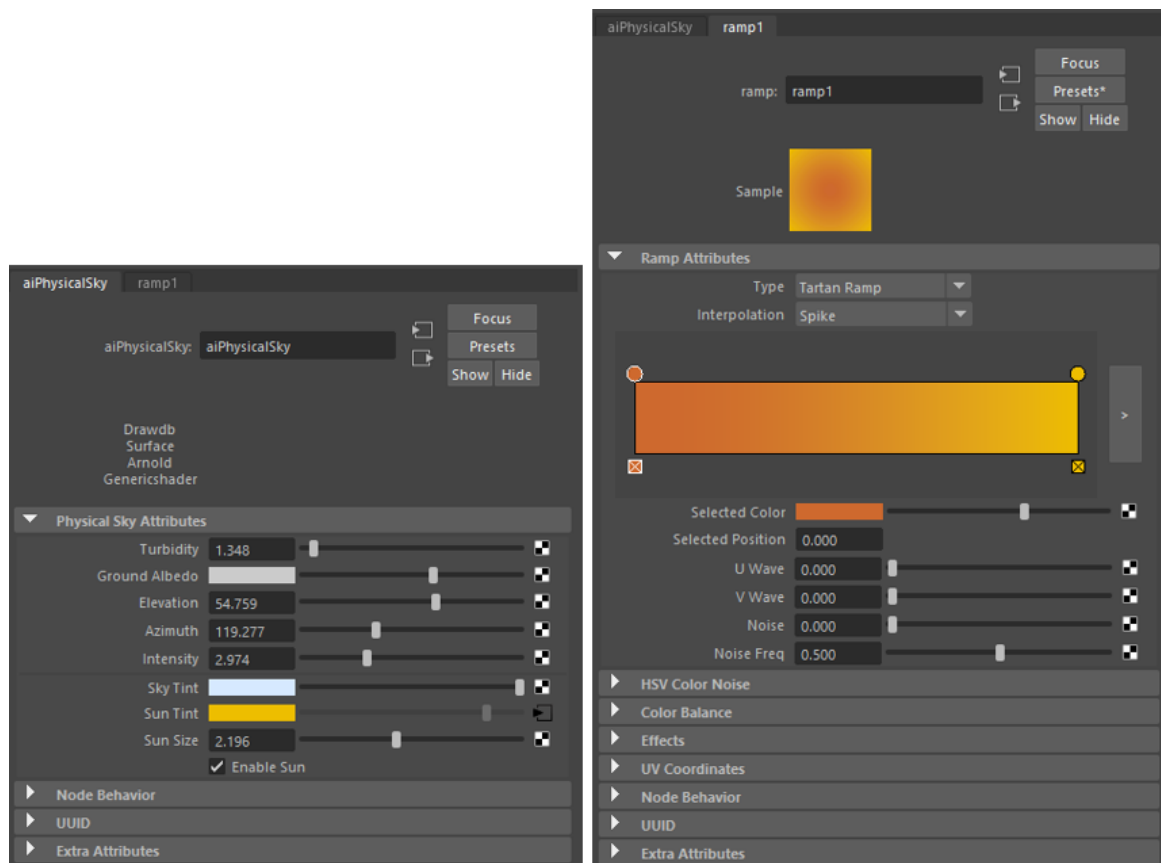 aiPhysicalSky ramp1
Focus
aiPhysicalSky: aiPhysicalSky
Presets
Show Hide
Drawdb
Surface
Arnold
Genericshader
Physical Sky Attributes
Turbidity 1.348
Ground Albedo
Elevation 54.759
Azimuth 119.277
Intensity 2.974
Sky Tint
Sun Tint
Sun Size 2.196
Enable Sun
Node Behavior
UUID
Extra Attributes
aiPhysicalSky ramp1
Focus
ramp: ramp1
Presets*
Show Hide
Sample
Ramp Attributes
Type Tartan Ramp
Interpolation Spike
>
Selected Color
Selected Position 0.000
U Wave 0.000
V Wave 0.000
Noise 0.000
Noise Freq 0.500
HSV Color Noise
Color Balance
Effects
UV Coordinates
Node Behavior
UUID
Extra Attributes